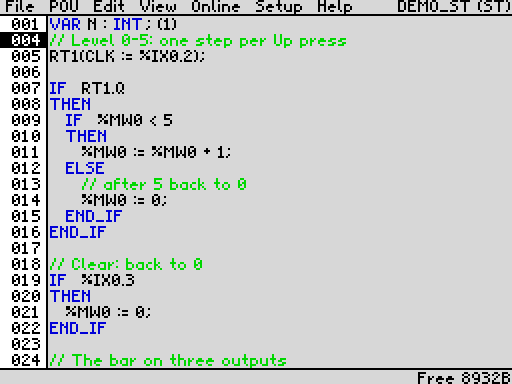 File POU Edit View Online Setup Help DEMO_ST (ST)
001 VAR N : INT; (1)
004 // Level 0-5: one step per Up press
005 RT1(CLK := %IX0.2);
006
007 IF RT1.Q
008 THEN
009 IF %MW0 < 5
010 THEN
011 %MW0 := %MW0 + 1;
012 ELSE
013 // after 5 back to 0
014 %MW0 := 0;
015 END_IF
016 END_IF
017
018 // Clear: back to 0
019 IF %IX0.3
020 THEN
021 %MW0 := 0;
022 END_IF
023
024 // The bar on three outputs
Free 8932B